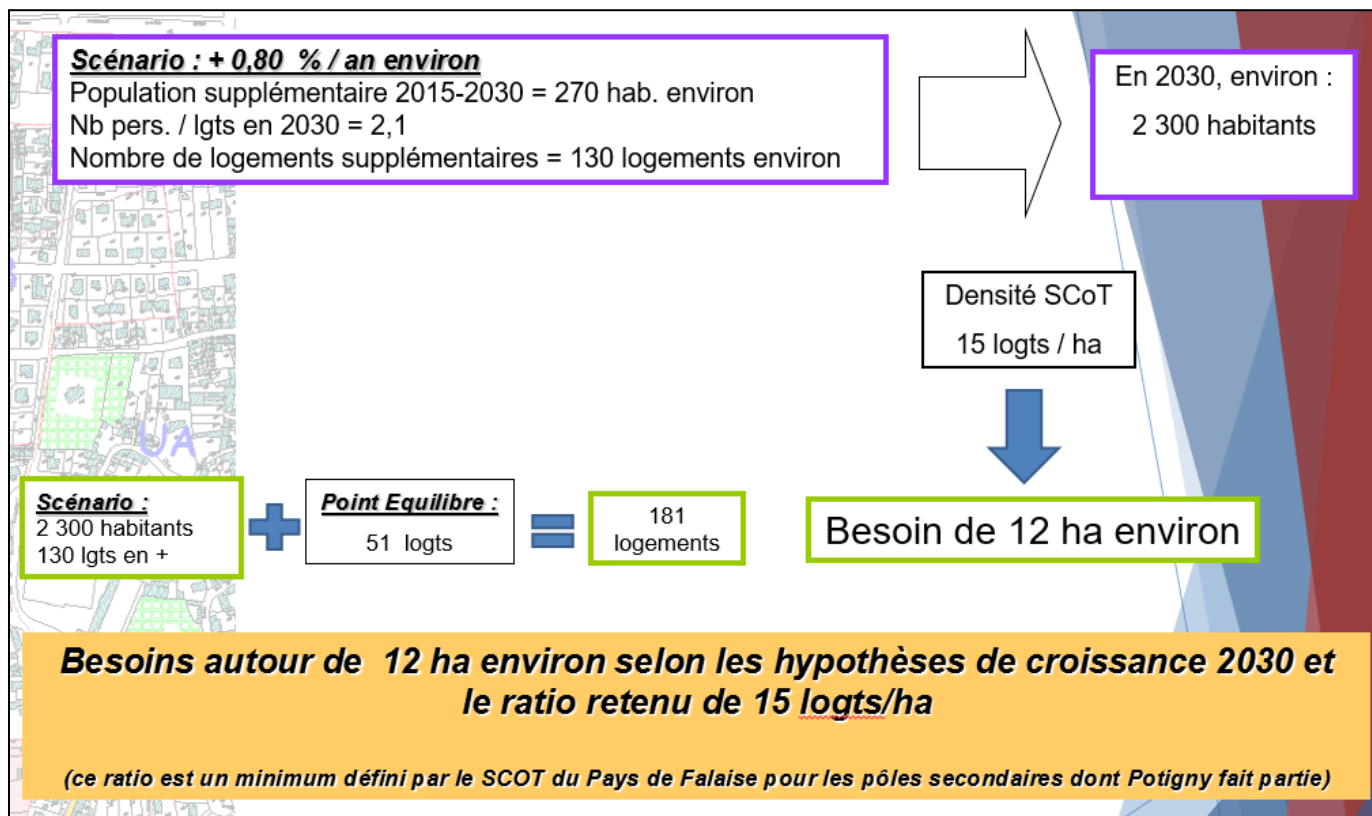 Scénario : + 0,80 % / an environ
Population supplémentaire 2015-2030 = 270 hab. environ
Nb pers. / lgts en 2030 = 2,1
Nombre de logements supplémentaires = 130 logements environ
En 2030, environ :
2 300 habitants
Densité SCoT
15 logts / ha
UA
Scénario :
2 300 habitants
130 lgts en +
Point Equilibre :
51 logts
181
logements
Besoin de 12 ha environ
Besoins autour de 12 ha environ selon les hypothèses de croissance 2030 et
le ratio retenu de 15 logts/ha
(ce ratio est un minimum défini par le SCOT du Pays de Falaise pour les pôles secondaires dont Potigny fait partie)